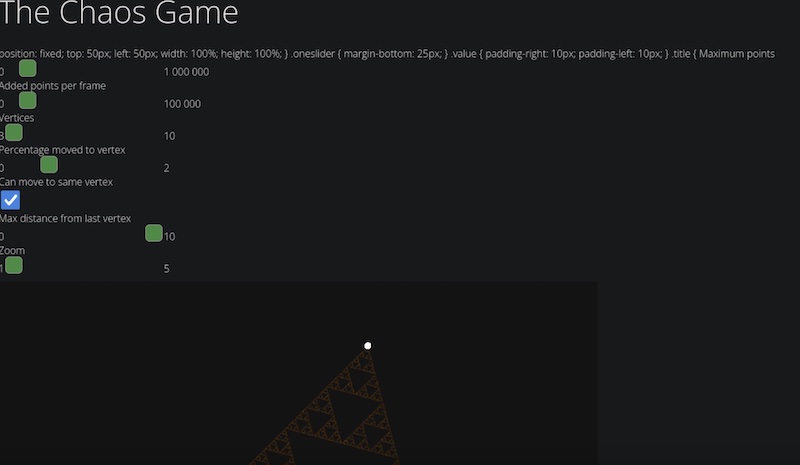 The Chaos Game
position: fixed; top: 50px; left: 50px; width: 100%; height: 100%; } .oneslider { margin-bottom: 25px; } .value { padding-right: 10px; padding-left: 10px; } .title { Maximum points
0 1 000 000
Added points per frame
0 100 000
Vertices
3 10
Percentage moved to vertex
0 2
Can move to same vertex
Max distance from last vertex
0 10
Zoom
1 5